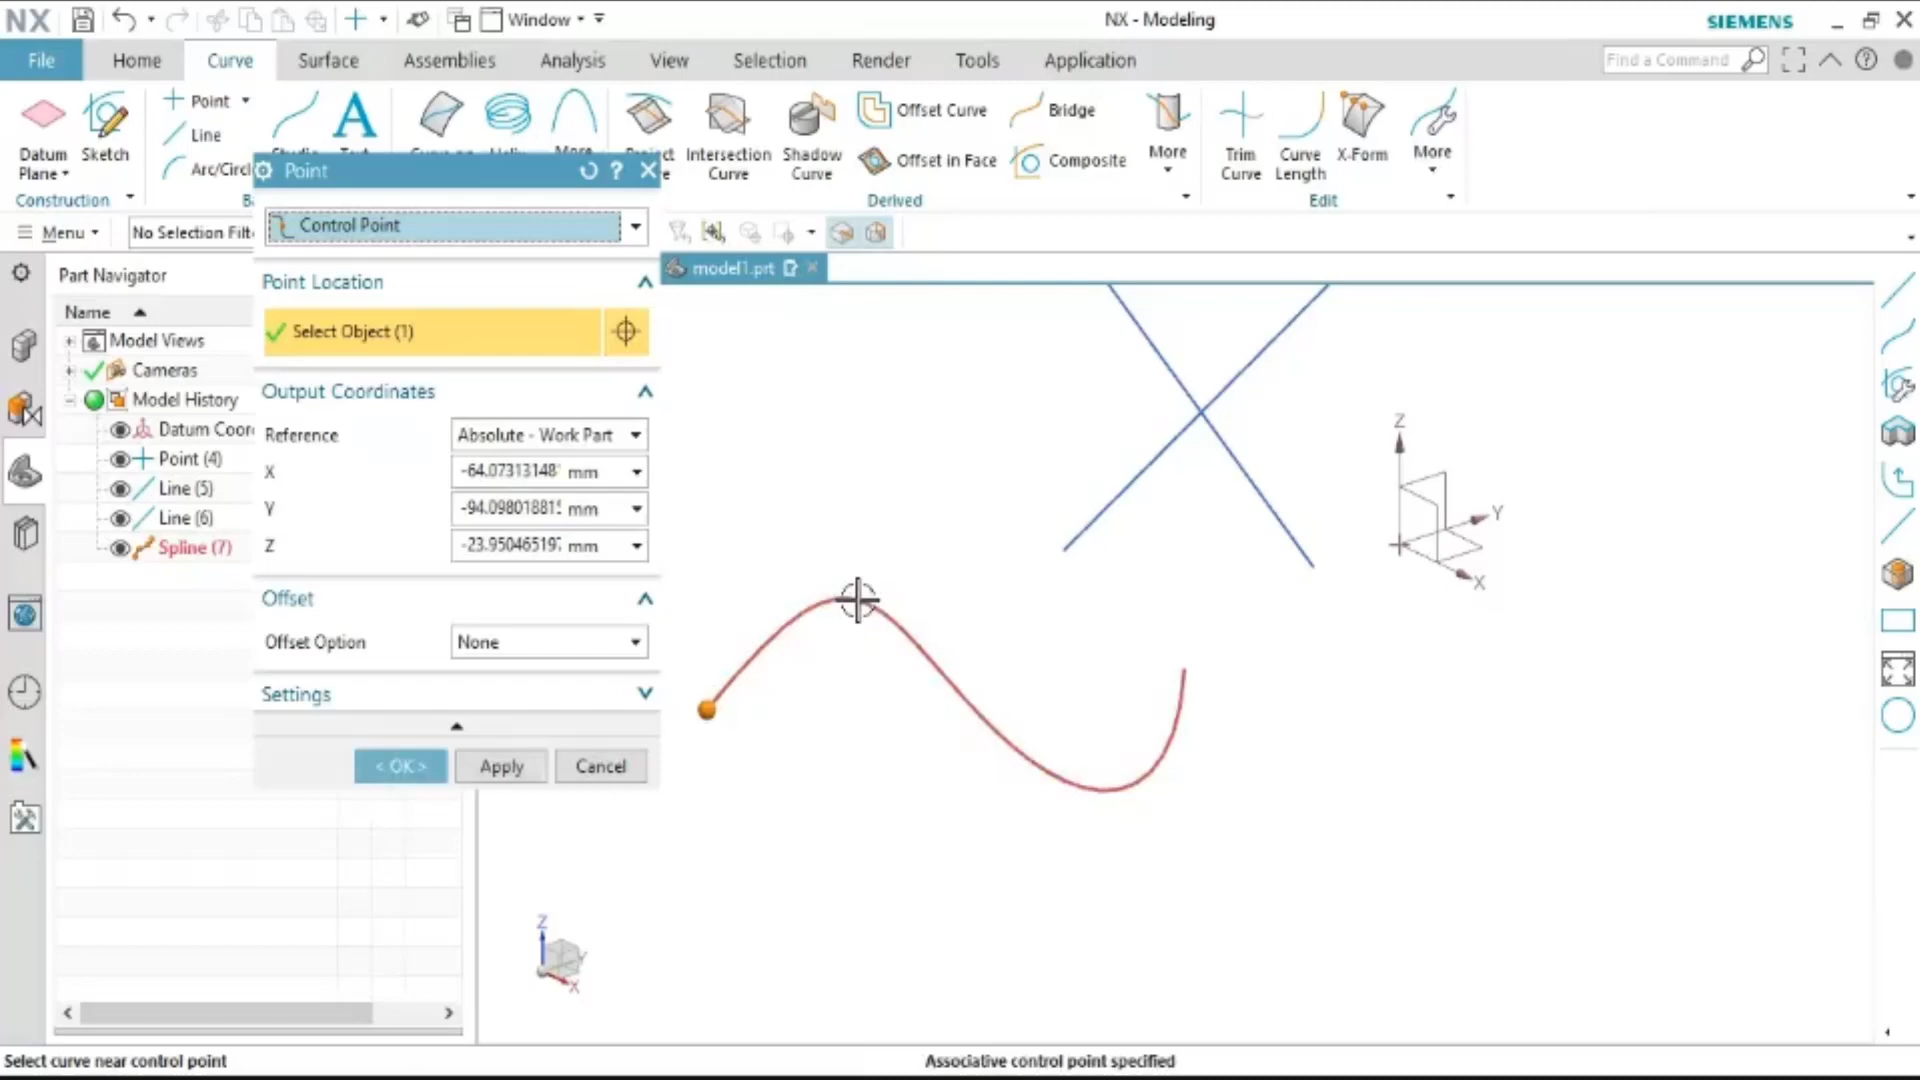 NX
Window
NX - Modeling
SIEMENS
File
Home
Curve
Surface
Assemblies
Analysis
View
Selection
Render
Tools
Application
Find a Command
Datum
Plane
Sketch
Point
Line
Arc/Circl
Intersection
Curve
Shadow
Curve
Offset Curve
Offset in Face
Bridge
Composite
More
Trim
Curve
Curve
Length
X-Form
More
Construction
Derived
Edit
Menu
No Selection Filt
Point
?
Control Point
Point Location
Select Object (1)
Output Coordinates
Reference
Absolute - Work Part
X
-64.07313148 mm
Y
-94.09801881 mm
Z
-23.95046519 mm
Offset
Offset Option
None
Settings
< OK >
Apply
Cancel
Part Navigator
Name
Model Views
Cameras
Model History
Datum Coor
Point (4)
Line (5)
Line (6)
Spline (7)
model1.prt
Z
Y
X
Z
X
Select curve near control point
Associative control point specified